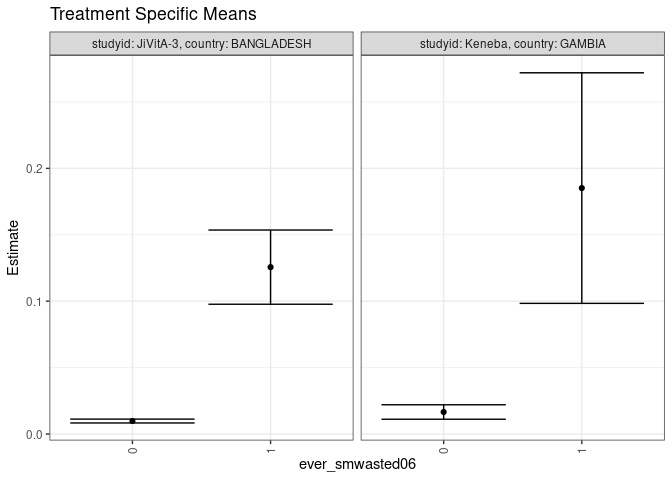 Treatment Specific Means
studyid: JiVitA-3, country: BANGLADESH
studyid: Keneba, country: GAMBIA
Estimate
0.2
0.1
0.0
0
1
0
1
ever_smwasted06